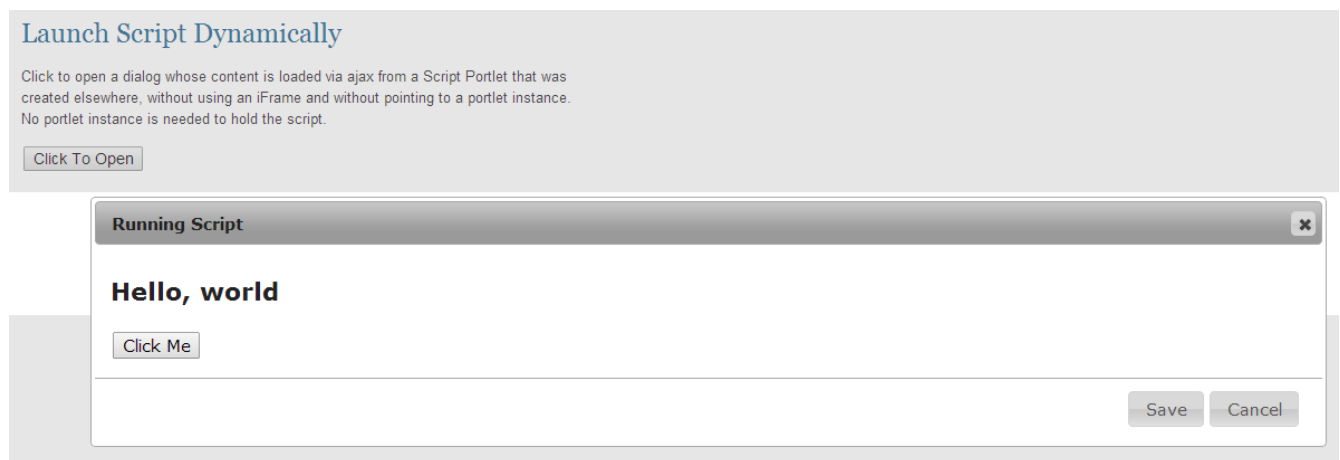 Launch Script Dynamically
Click to open a dialog whose content is loaded via ajax from a Script Portlet that was
created elsewhere, without using an iFrame and without pointing to a portlet instance.
No portlet instance is needed to hold the script.
Click To Open
Running Script
Hello, world
Click Me
Save Cancel